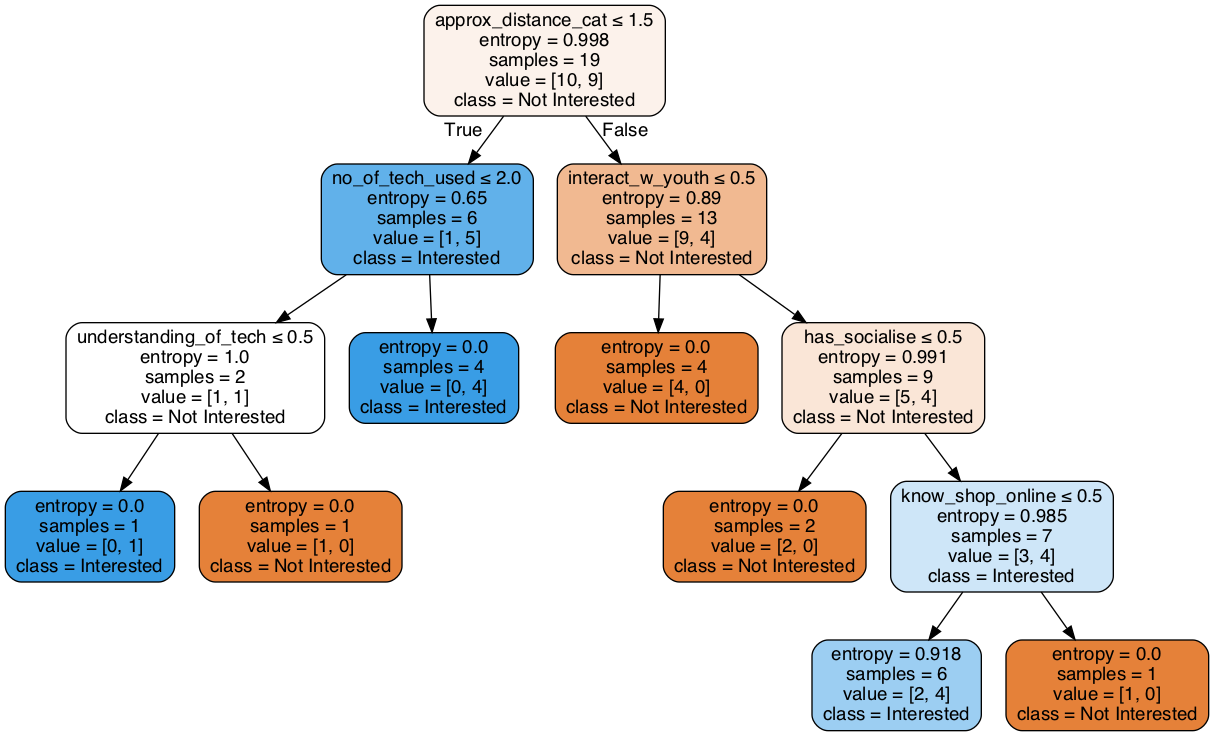 approx_distance_cat ≤ 1.5
entropy = 0.998
samples = 19
value = [10, 9]
class = Not Interested
True
False
no_of_tech_used ≤ 2.0
entropy = 0.65
samples = 6
value = [1, 5]
class = Interested
interact_w_youth ≤ 0.5
entropy = 0.89
samples = 13
value = [9, 4]
class = Not Interested
understanding_of_tech ≤ 0.5
entropy = 1.0
samples = 2
value = [1, 1]
class = Not Interested
entropy = 0.0
samples = 4
value = [0, 4]
class = Interested
entropy = 0.0
samples = 4
value = [4, 0]
class = Not Interested
has_socialise ≤ 0.5
entropy = 0.991
samples = 9
value = [5, 4]
class = Not Interested
entropy = 0.0
samples = 1
value = [0, 1]
class = Interested
entropy = 0.0
samples = 1
value = [1, 0]
class = Not Interested
entropy = 0.0
samples = 2
value = [2, 0]
class = Not Interested
know_shop_online ≤ 0.5
entropy = 0.985
samples = 7
value = [3, 4]
class = Interested
entropy = 0.918
samples = 6
value = [2, 4]
class = Interested
entropy = 0.0
samples = 1
value = [1, 0]
class = Not Interested